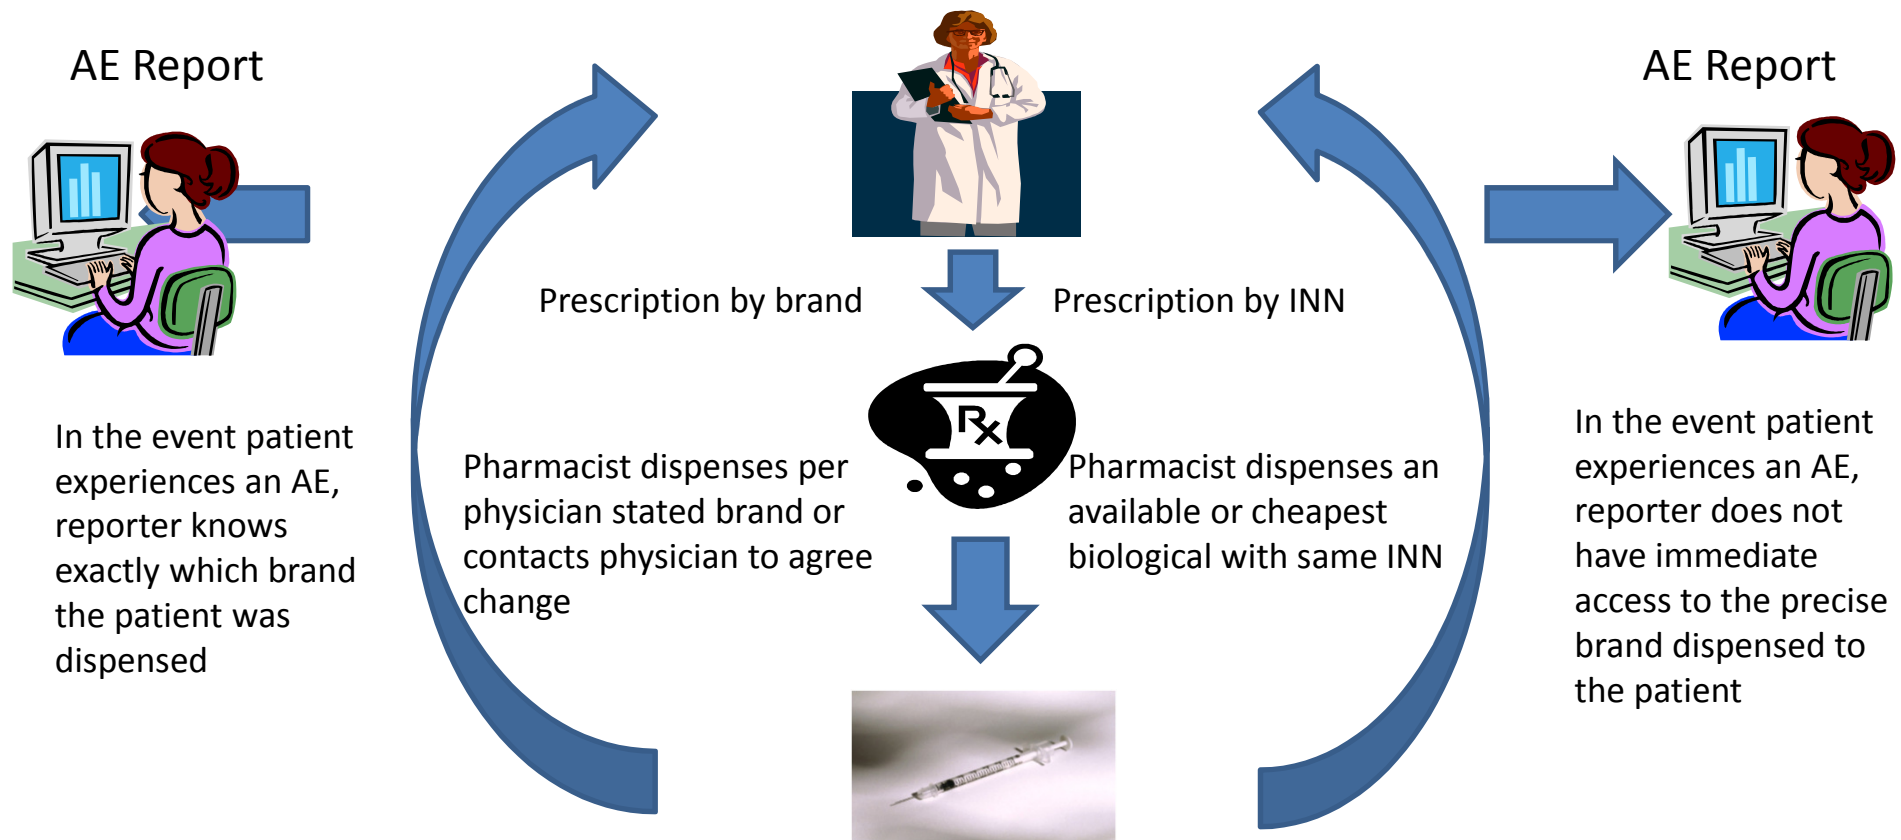 AE Report
AE Report
Prescription by brand
Prescription by INN
Rx
In the event patient
experiences an AE,
reporter knows
exactly which brand
the patient was
dispensed
Pharmacist dispenses per
physician stated brand or
contacts physician to agree
change
Pharmacist dispenses an
available or cheapest
biological with same INN
In the event patient
experiences an AE,
reporter does not
have immediate
access to the precise
brand dispensed to
the patient